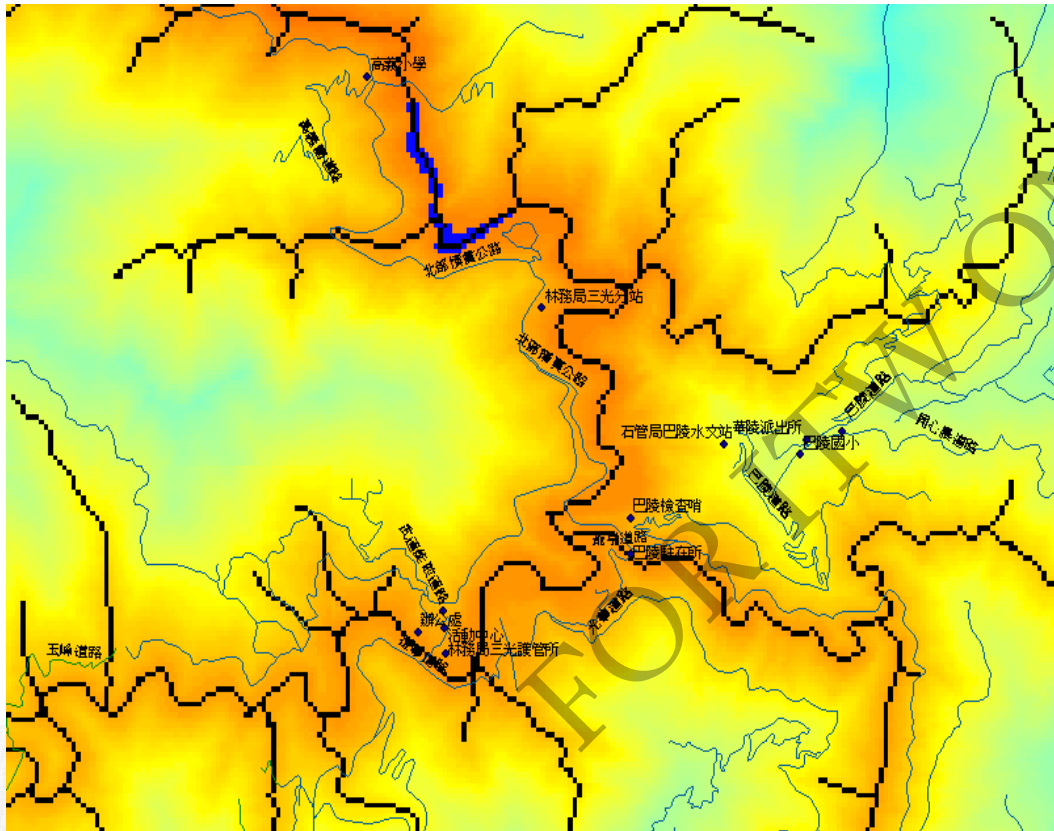 高義小學
北部橫貫公路
林務局三光分站
北部橫貫公路
巴陵道路
石管局巴陵水文站
華陵派出所
巴陵國小
巴陵道路
巴陵檢查哨
巴陵駐在所
北華道路
辦公處
活動中心
林務局三光護管所
玉峰道路
FOR TWO